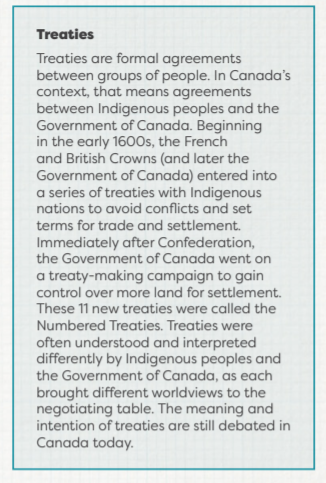 Treaties
Treaties are formal agreements
between groups of people. In Canada's
context, that means agreements
between Indigenous peoples and the
Government of Canada. Beginning
in the early 1600s, the French
and British Crowns (and later the
Government of Canada) entered into
a series of treaties with Indigenous
nations to avoid conflicts and set
terms for trade and settlement.
Immediately after Confederation,
the Government of Canada went on
a treaty-making campaign to gain
control over more land for settlement.
These 11 new treaties were called the
Numbered Treaties. Treaties were
often understood and interpreted
differently by Indigenous peoples and
the Government of Canada, as each
brought different worldviews to the
negotiating table. The meaning and
intention of treaties are still debated in
Canada today.